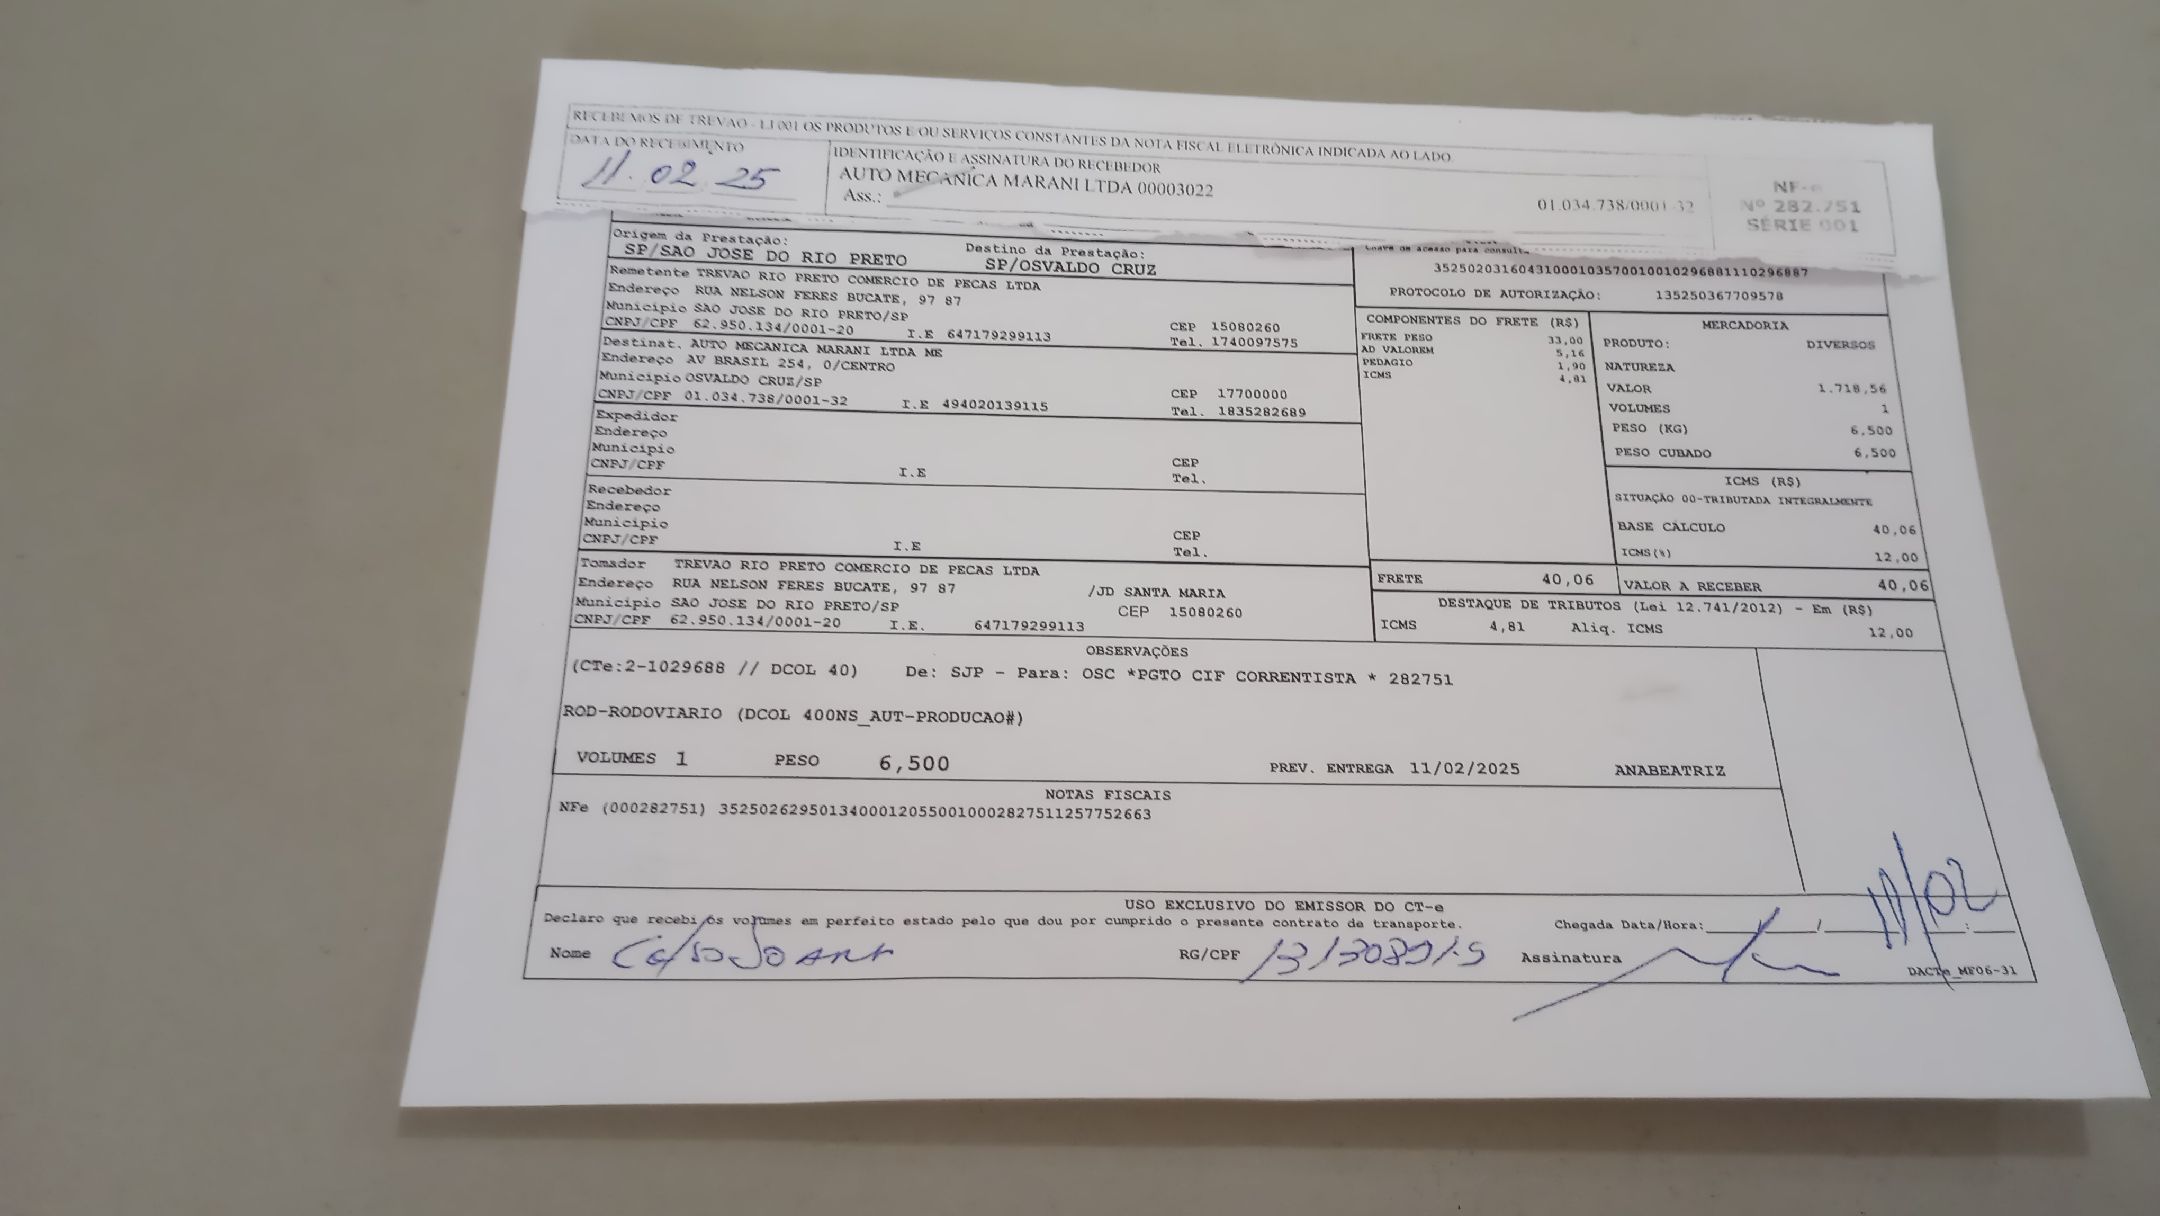 RECEBEMOS DE TREVAO - LJ 001 OS PRODUTOS E OU SERVIÇOS CONSTANTES DA NOTA FISCAL ELETRÔNICA INDICADA AO LADO
DATA DO RECEBIMENTO
11.02.25
IDENTIFICAÇÃO E ASSINATURA DO RECEBEDOR
AUTO MECANICA MARANI LTDA 00003022
Ass.:
01.034.738/0001-32
NF-e
Nº 282.751
SÉRIE 001
Origem da Prestação:
SP/SAO JOSE DO RIO PRETO
Destino da Prestação:
SP/OSVALDO CRUZ
Chave de acesso para consulta
35250203160431000103570010010296881110296887
PROTOCOLO DE AUTORIZAÇÃO: 135250367709578
Remetente TREVAO RIO PRETO COMERCIO DE PECAS LTDA
Endereço RUA NELSON FERES BUCATE, 97 87
Município SAO JOSE DO RIO PRETO/SP CEP 15080260
CNPJ/CPF 62.950.134/0001-20 I.E 647179299113 Tel. 1740097575
Destinat. AUTO MECANICA MARANI LTDA ME
Endereço AV BRASIL 254, 0/CENTRO
Município OSVALDO CRUZ/SP CEP 17700000
CNPJ/CPF 01.034.738/0001-32 I.E 494020139115 Tel. 1835282689
Expedidor
Endereço
Município CEP
CNPJ/CPF I.E Tel.
Recebedor
Endereço
Município CEP
CNPJ/CPF I.E Tel.
Tomador TREVAO RIO PRETO COMERCIO DE PECAS LTDA
Endereço RUA NELSON FERES BUCATE, 97 87 /JD SANTA MARIA
Município SAO JOSE DO RIO PRETO/SP CEP 15080260
CNPJ/CPF 62.950.134/0001-20 I.E. 647179299113
COMPONENTES DO FRETE (R$)
FRETE PESO 33,00
AD VALOREM 5,16
PEDAGIO 1,90
ICMS 4,81
MERCADORIA
PRODUTO: DIVERSOS
NATUREZA
VALOR 1.718,56
VOLUMES 1
PESO (KG) 6,500
PESO CUBADO 6,500
ICMS (R$)
SITUAÇÃO 00-TRIBUTADA INTEGRALMENTE
BASE CÁLCULO 40,06
ICMS(%) 12,00
FRETE 40,06 VALOR A RECEBER 40,06
DESTAQUE DE TRIBUTOS (Lei 12.741/2012) - Em (R$)
ICMS 4,81 Aliq. ICMS 12,00
OBSERVAÇÕES
(CTe:2-1029688 // DCOL 40) De: SJP - Para: OSC *PGTO CIF CORRENTISTA * 282751
ROD-RODOVIARIO (DCOL 400NS_AUT-PRODUCAO#)
VOLUMES 1 PESO 6,500 PREV. ENTREGA 11/02/2025 ANABEATRIZ
NOTAS FISCAIS
NFe (000282751) 35250262950134000120550010002827511257752663
USO EXCLUSIVO DO EMISSOR DO CT-e
Declaro que recebi os volumes em perfeito estado pelo que dou por cumprido o presente contrato de transporte.
Chegada Data/Hora: / : 11/02
Nome RG/CPF Assinatura
DACTe_MF06-31